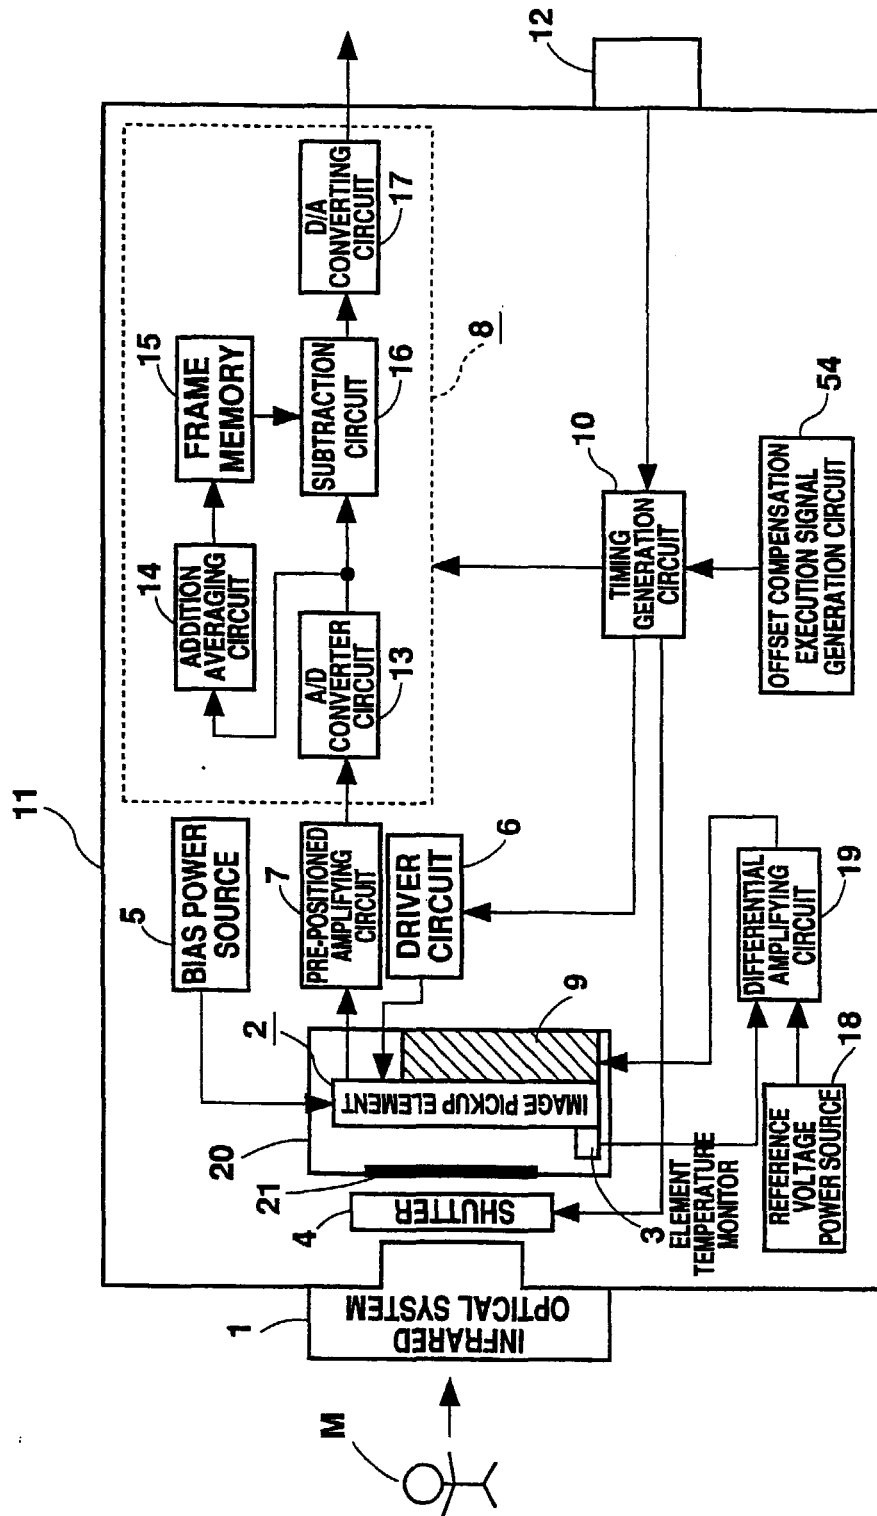 11
12
5
BIAS POWER
SOURCE
14
ADDITION
AVERAGING
CIRCUIT
15
FRAME
MEMORY
7
PRE-POSITIONED
AMPLIFYING
CIRCUIT
A/D
CONVERTER
CIRCUIT
13
SUBTRACTION
CIRCUIT
16
D/A
CONVERTING
CIRCUIT
17
8
DRIVER
CIRCUIT
6
2
20
21
IMAGE PICKUP ELEMENT
9
4
SHUTTER
1
INFRARED
OPTICAL SYSTEM
M
3
ELEMENT
TEMPERATURE
MONITOR
10
TIMING
GENERATION
CIRCUIT
REFERENCE
VOLTAGE
POWER SOURCE
18
DIFFERENTIAL
AMPLIFYING
CIRCUIT
19
OFFSET COMPENSATION
EXECUTION SIGNAL
GENERATION CIRCUIT
54